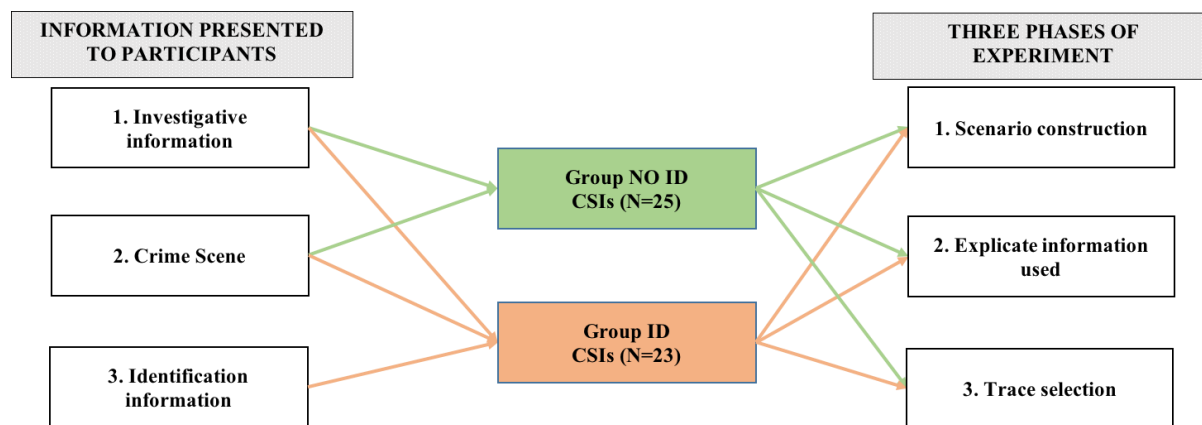 INFORMATION PRESENTED
TO PARTICIPANTS
1. Investigative
information
2. Crime Scene
3. Identification
information
Group NO ID
CSIs (N=25)
Group ID
CSIs (N=23)
THREE PHASES OF
EXPERIMENT
1. Scenario construction
2. Explicate information
used
3. Trace selection